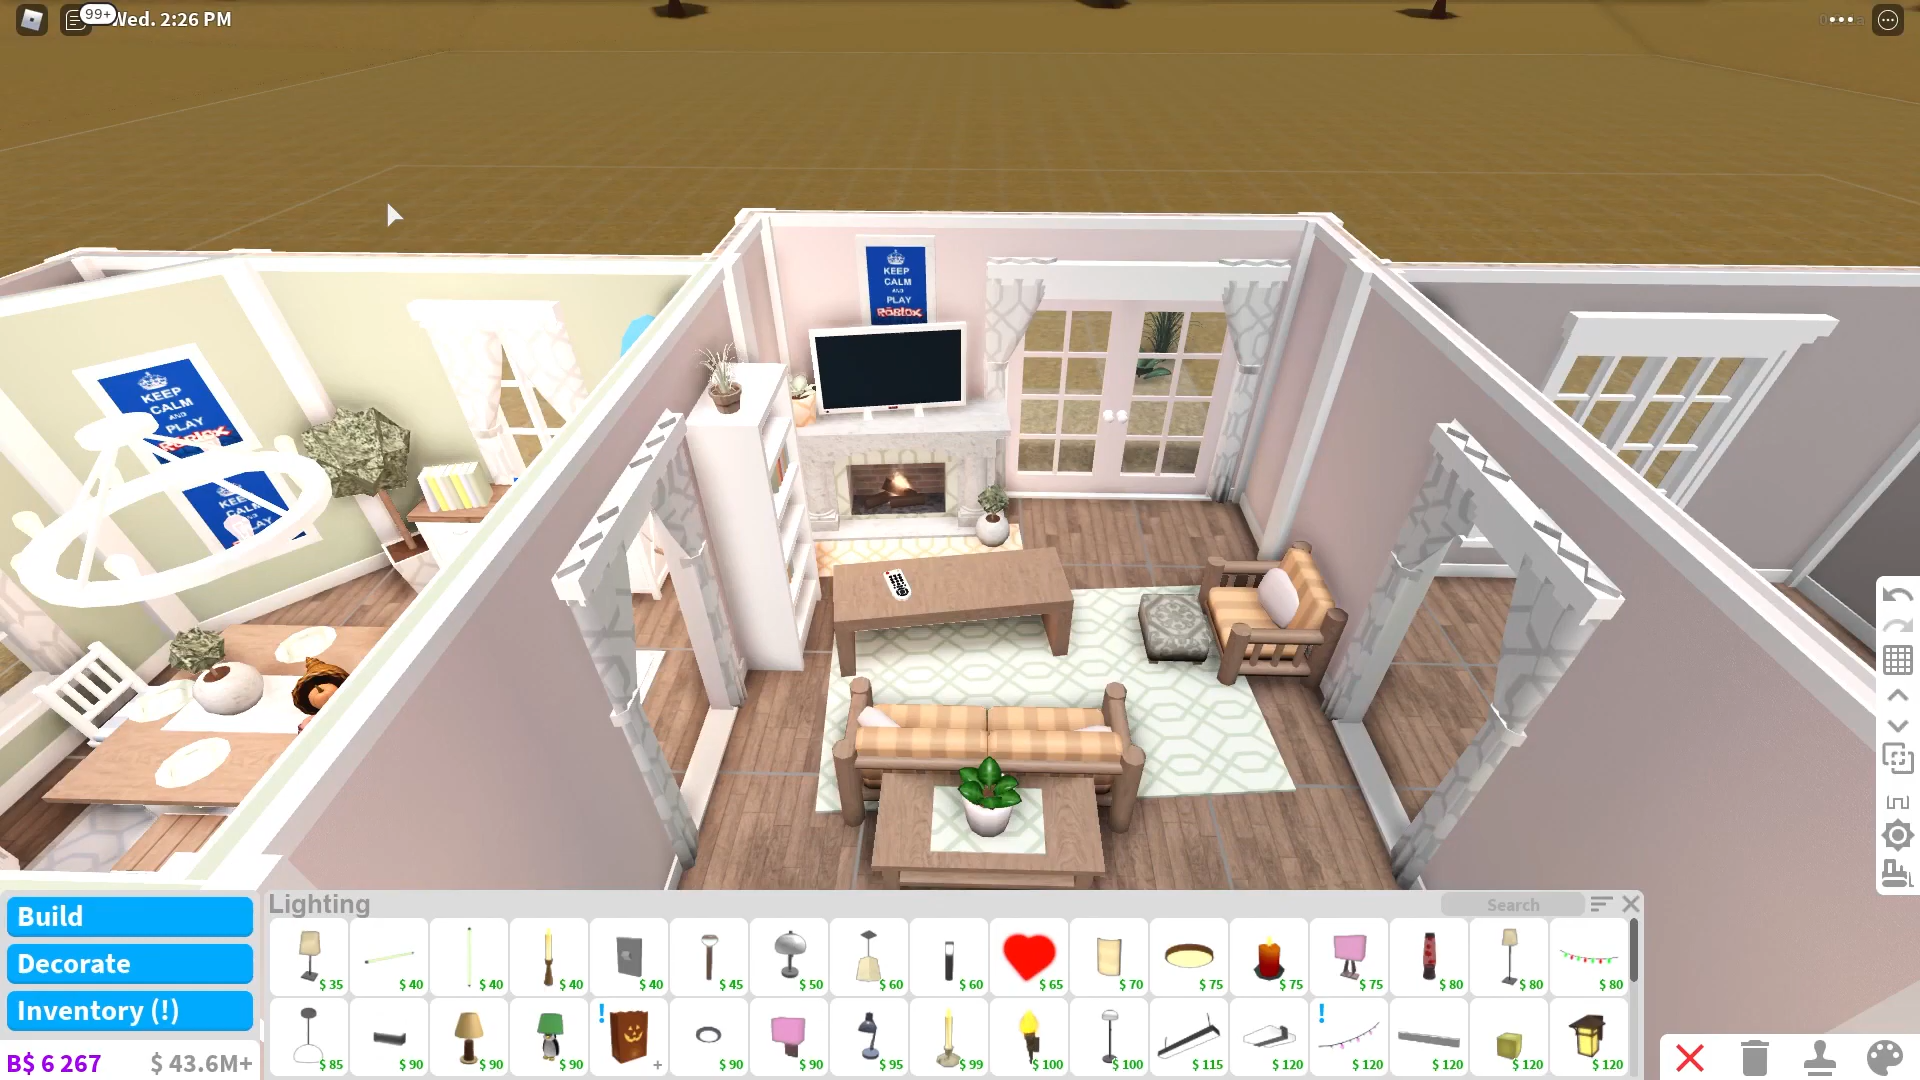 99+
Wed. 2:26 PM
KEEP
CALM
AND
PLAY
ROBLOX
KEEP
CALM
AND
PLAY
ROBLOX
KEEP
CALM
PLAY
Build
Decorate
Inventory (!)
B$ 6 267
$ 43.6M+
Lighting
Search
$ 35
$ 40
$ 40
$ 40
$ 40
$ 45
$ 50
$ 60
$ 60
$ 65
$ 70
$ 75
$ 75
$ 75
$ 80
$ 80
$ 80
$ 85
$ 90
$ 90
$ 90
!
+
$ 90
$ 90
$ 95
$ 99
$ 100
$ 100
$ 115
$ 120
!
$ 120
$ 120
$ 120
$ 120